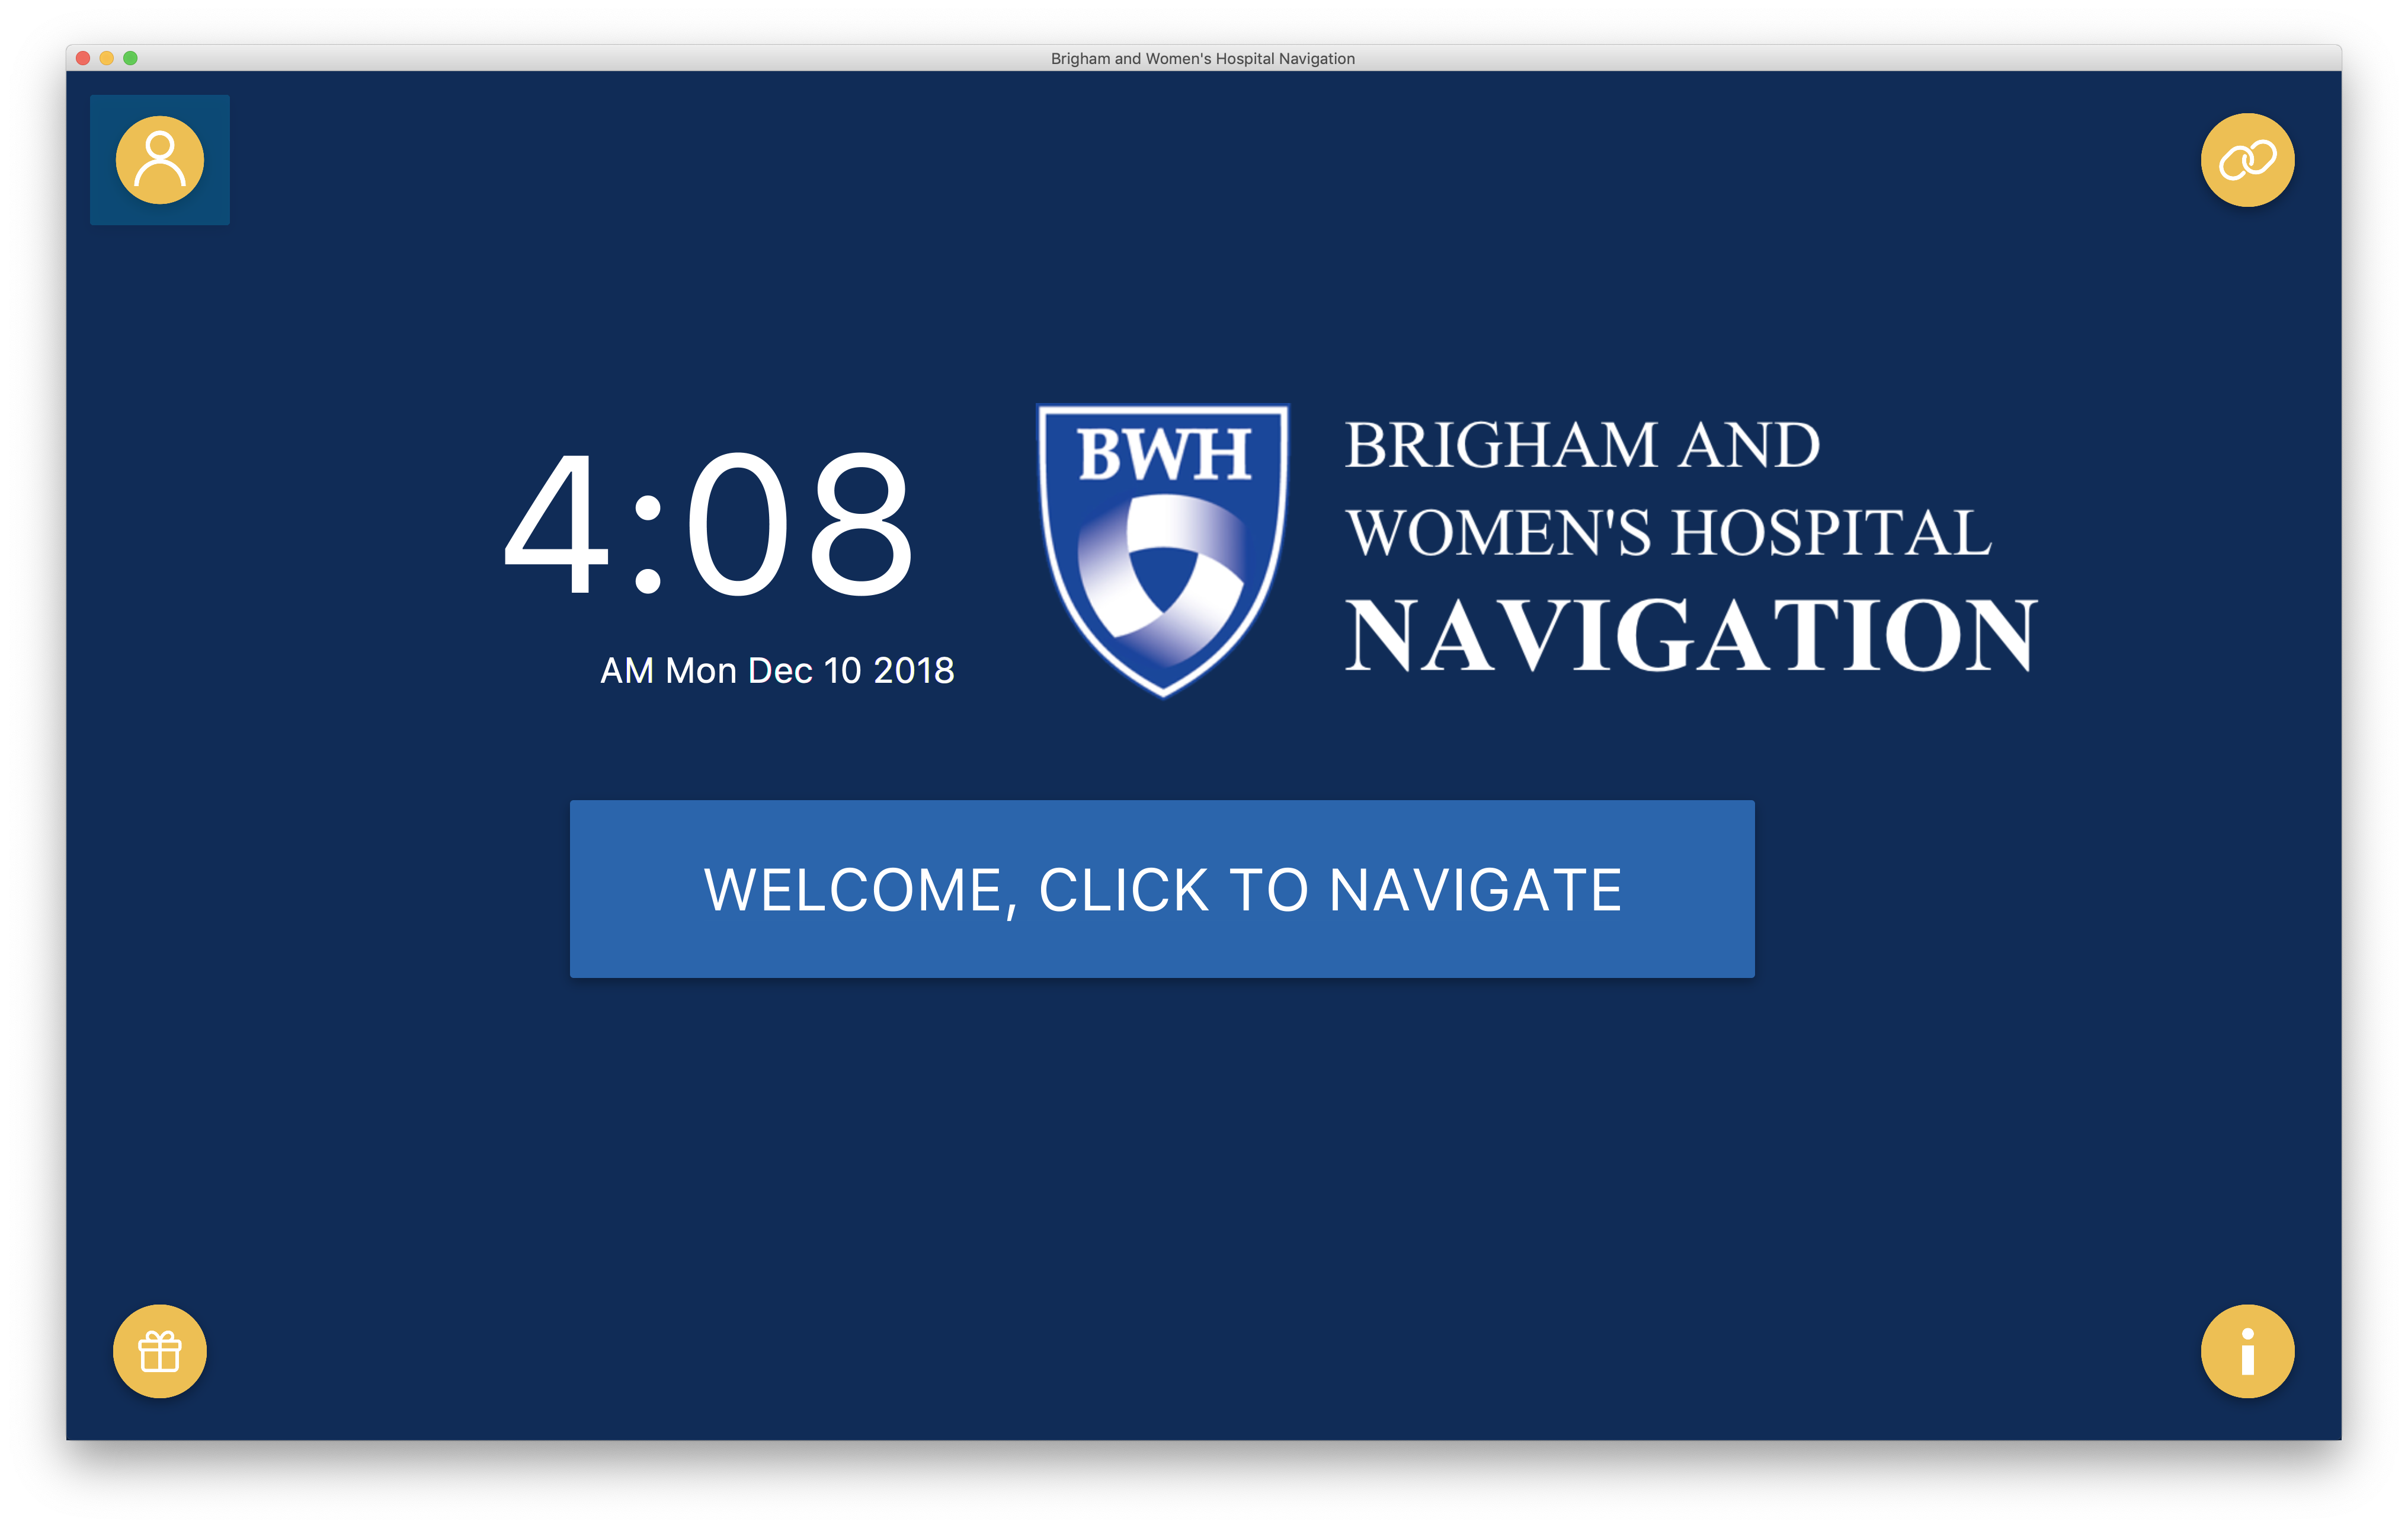 Brigham and Women's Hospital Navigation
4:08
AM Mon Dec 10 2018
BWH
BRIGHAM AND
WOMEN'S HOSPITAL
NAVIGATION
WELCOME, CLICK TO NAVIGATE